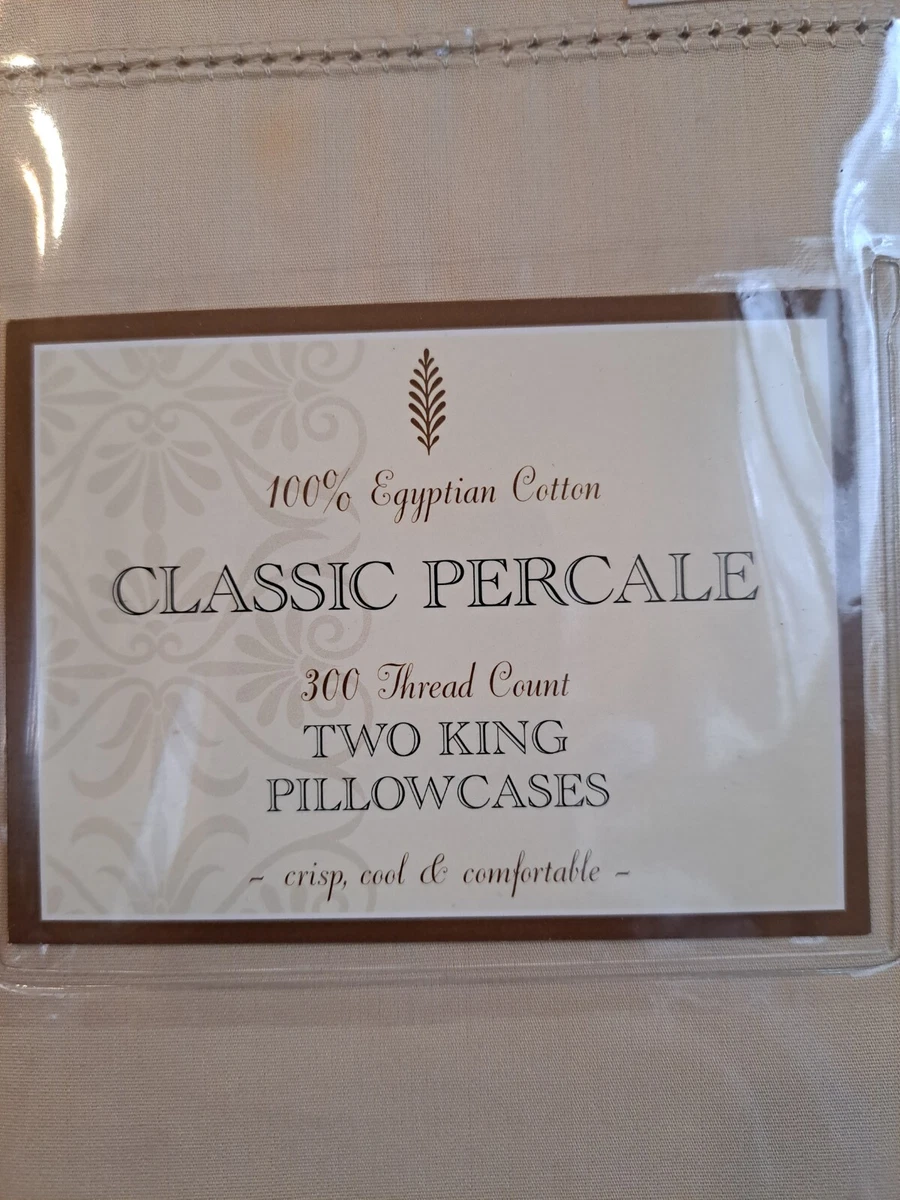 100% Egyptian Cotton
CLASSIC PERCALE
300 Thread Count
TWO KING
PILLOWCASES
~ crisp, cool & comfortable ~